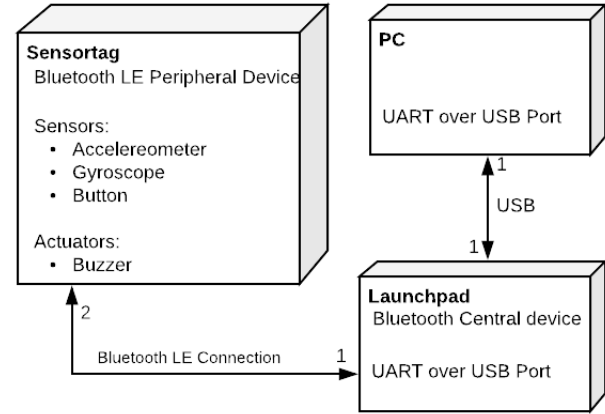 Sensortag
Bluetooth LE Peripheral Device
Sensors:
• Accelereometer
• Gyroscope
• Button
Actuators:
• Buzzer
2
Bluetooth LE Connection
1
PC
UART over USB Port
1
USB
1
Launchpad
Bluetooth Central device
UART over USB Port